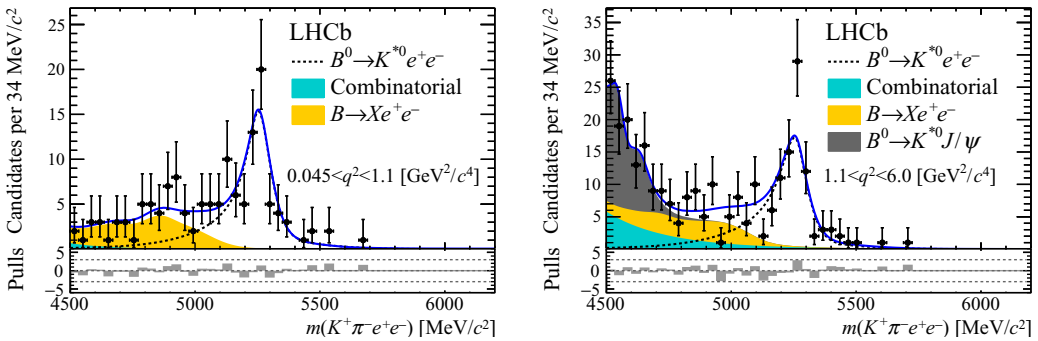 Candidates per 34 MeV/c²
25
20
15
10
5
LHCb
B⁰→K*⁰e⁺e⁻
Combinatorial
B→Xe⁺e⁻
0.045<q²<1.1 [GeV²/c⁴]
Pulls
5
0
−5
4500 5000 5500 6000
m(K⁺π⁻e⁺e⁻) [MeV/c²]
Candidates per 34 MeV/c²
35
30
25
20
15
10
5
LHCb
B⁰→K*⁰e⁺e⁻
Combinatorial
B→Xe⁺e⁻
B⁰→K*⁰J/ψ
1.1<q²<6.0 [GeV²/c⁴]
Pulls
5
0
−5
4500 5000 5500 6000
m(K⁺π⁻e⁺e⁻) [MeV/c²]